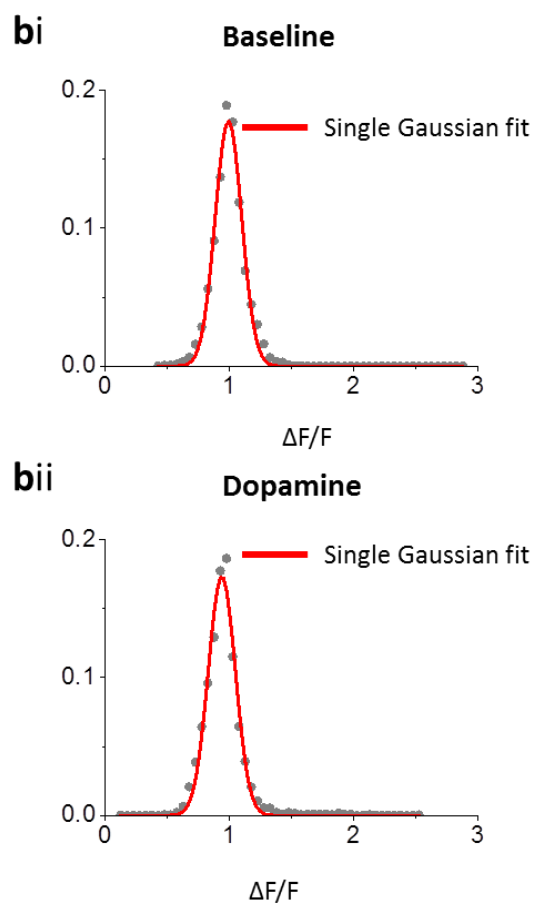 bi
Baseline
0.2
Single Gaussian fit
0.1
0.0
0 1 2 3
ΔF/F
bii
Dopamine
0.2
Single Gaussian fit
0.1
0.0
0 1 2 3
ΔF/F